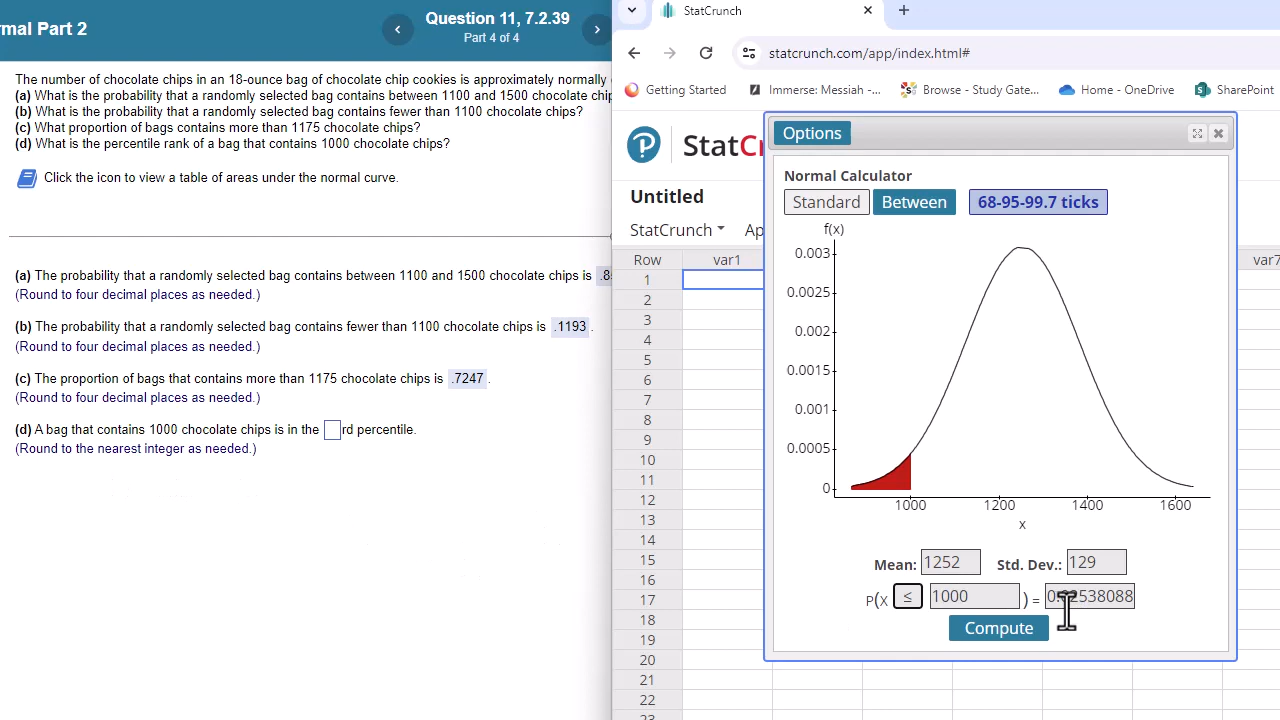 rmal Part 2
Question 11, 7.2.39
Part 4 of 4
The number of chocolate chips in an 18-ounce bag of chocolate chip cookies is approximately normally
(a) What is the probability that a randomly selected bag contains between 1100 and 1500 chocolate chip
(b) What is the probability that a randomly selected bag contains fewer than 1100 chocolate chips?
(c) What proportion of bags contains more than 1175 chocolate chips?
(d) What is the percentile rank of a bag that contains 1000 chocolate chips?
Click the icon to view a table of areas under the normal curve.
(a) The probability that a randomly selected bag contains between 1100 and 1500 chocolate chips is
(Round to four decimal places as needed.)
(b) The probability that a randomly selected bag contains fewer than 1100 chocolate chips is .1193 .
(Round to four decimal places as needed.)
(c) The proportion of bags that contains more than 1175 chocolate chips is .7247 .
(Round to four decimal places as needed.)
(d) A bag that contains 1000 chocolate chips is in the rd percentile.
(Round to the nearest integer as needed.)
StatCrunch
statcrunch.com/app/index.html#
Getting Started
Immerse: Messiah -...
Browse - Study Gate...
Home - OneDrive
SharePoint
StatCr
Untitled
StatCrunch
Ap
Row var1 var7
1
2
3
4
5
6
7
8
9
10
11
12
13
14
15
16
17
18
19
20
21
22
23
Options
Normal Calculator
Standard Between 68-95-99.7 ticks
f(x)
0.003
0.0025
0.002
0.0015
0.001
0.0005
0
1000 1200 1400 1600
x
Mean: 1252 Std. Dev.: 129
P(x ≤ 1000 ) = 0.02538088
Compute